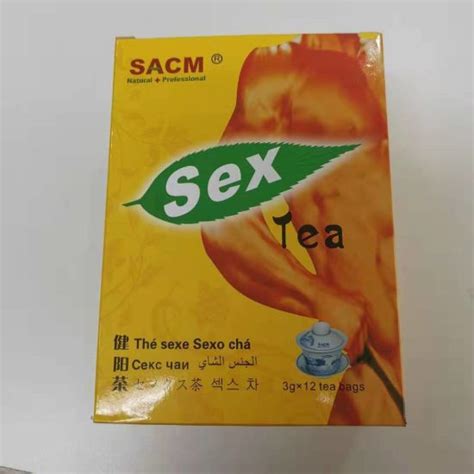 SACM ®
Natural + Professional
Sex
Tea
健阳茶
Thé sexe Sexo chá
Секс чаи الجنس الشاي
セックス茶 섹스 차
3g×12 tea bags